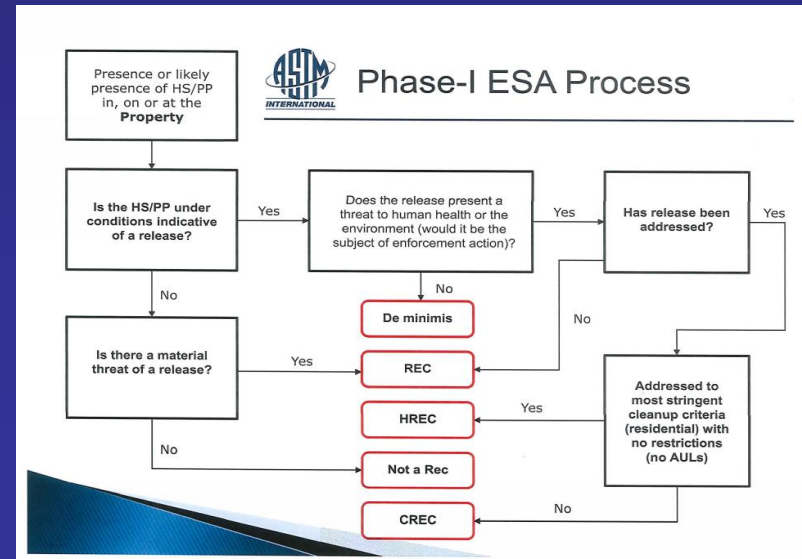 Presence or likely
presence of HS/PP
in, on or at the
Property
ASTM
INTERNATIONAL
Phase-I ESA Process
Is the HS/PP under
conditions indicative
of a release?
Yes
Does the release present a
threat to human health or the
environment (would it be the
subject of enforcement action)?
Yes
Has release been
addressed?
Yes
No
No
De minimis
No
Is there a material
threat of a release?
Yes
REC
Addressed to
most stringent
cleanup criteria
(residential) with
no restrictions
(no AULs)
Yes
HREC
No
Not a Rec
No
CREC